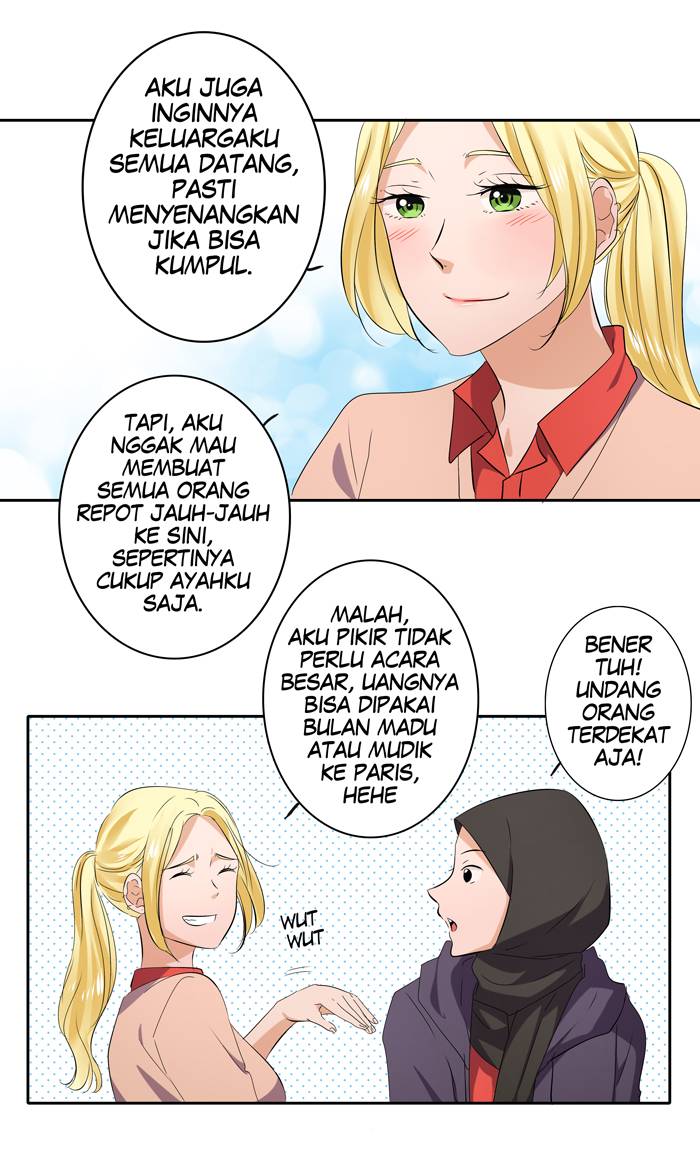 AKU JUGA
INGINNYA
KELUARGAKU
SEMUA DATANG,
PASTI
MENYENANGKAN
JIKA BISA
KUMPUL.
TAPI, AKU
NGGAK MAU
MEMBUAT
SEMUA ORANG
REPOT JAUH-JAUH
KE SINI,
SEPERTINYA
CUKUP AYAHKU
SAJA.
MALAH,
AKU PIKIR TIDAK
PERLU ACARA
BESAR, UANGNYA
BISA DIPAKAI
BULAN MADU
ATAU MUDIK
KE PARIS,
HEHE
BENER
TUH!
UNDANG
ORANG
TERDEKAT
AJA!
WUT
WUT